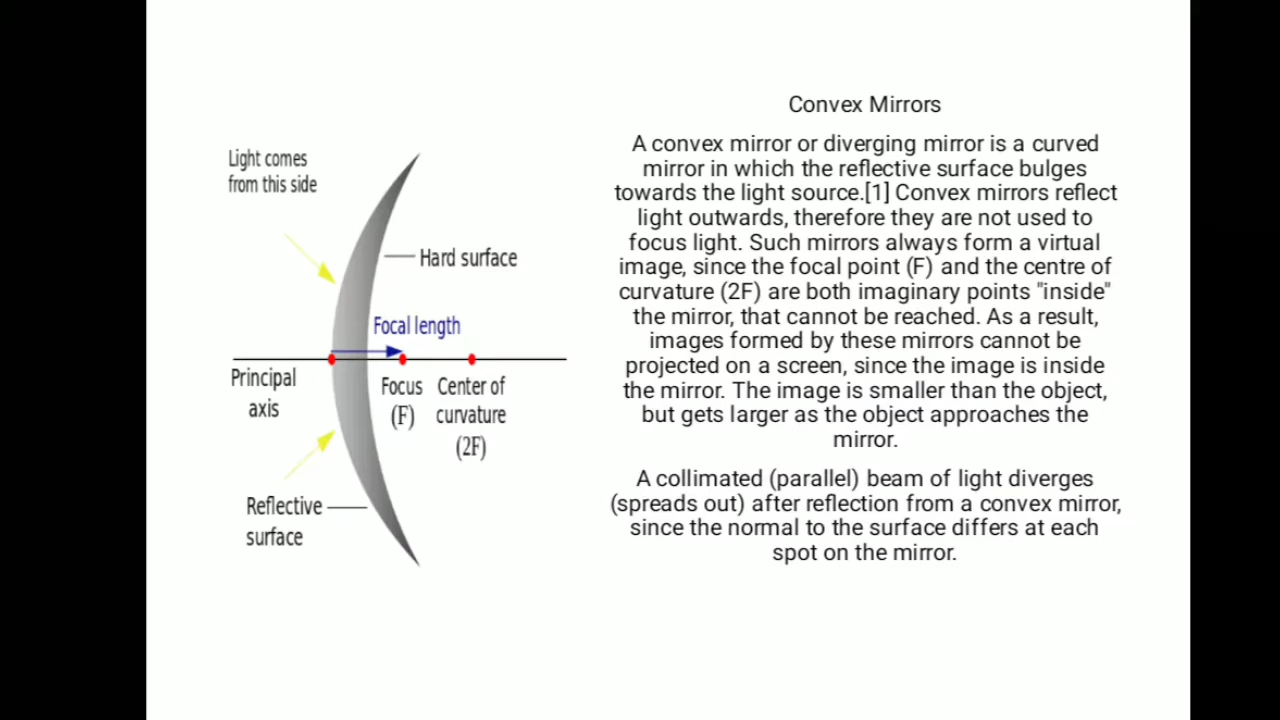 Light comes
from this side
Hard surface
Focal length
Principal
axis
Focus
(F)
Center of
curvature
(2F)
Reflective
surface
Convex Mirrors
A convex mirror or diverging mirror is a curved
mirror in which the reflective surface bulges
towards the light source.[1] Convex mirrors reflect
light outwards, therefore they are not used to
focus light. Such mirrors always form a virtual
image, since the focal point (F) and the centre of
curvature (2F) are both imaginary points "inside"
the mirror, that cannot be reached. As a result,
images formed by these mirrors cannot be
projected on a screen, since the image is inside
the mirror. The image is smaller than the object,
but gets larger as the object approaches the
mirror.
A collimated (parallel) beam of light diverges
(spreads out) after reflection from a convex mirror,
since the normal to the surface differs at each
spot on the mirror.